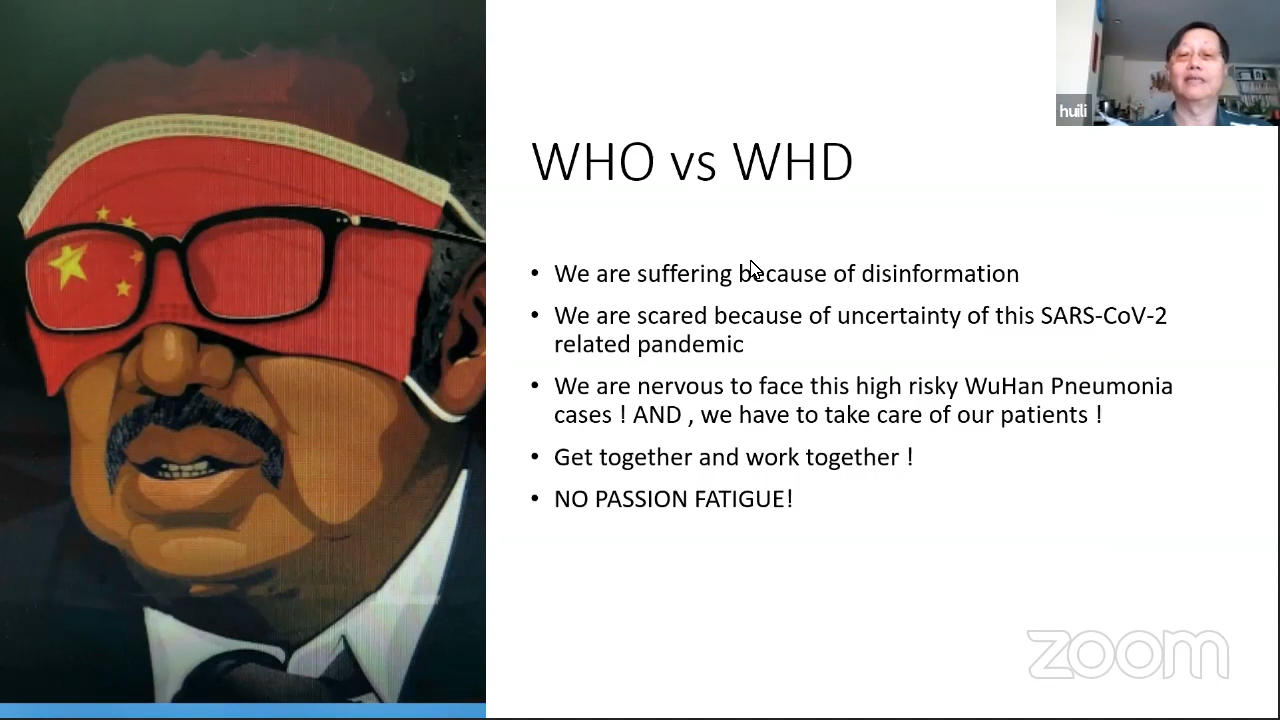 huili
WHO vs WHD
• We are suffering because of disinformation
• We are scared because of uncertainty of this SARS-CoV-2
related pandemic
• We are nervous to face this high risky WuHan Pneumonia
cases ! AND , we have to take care of our patients !
• Get together and work together !
• NO PASSION FATIGUE!
zoom